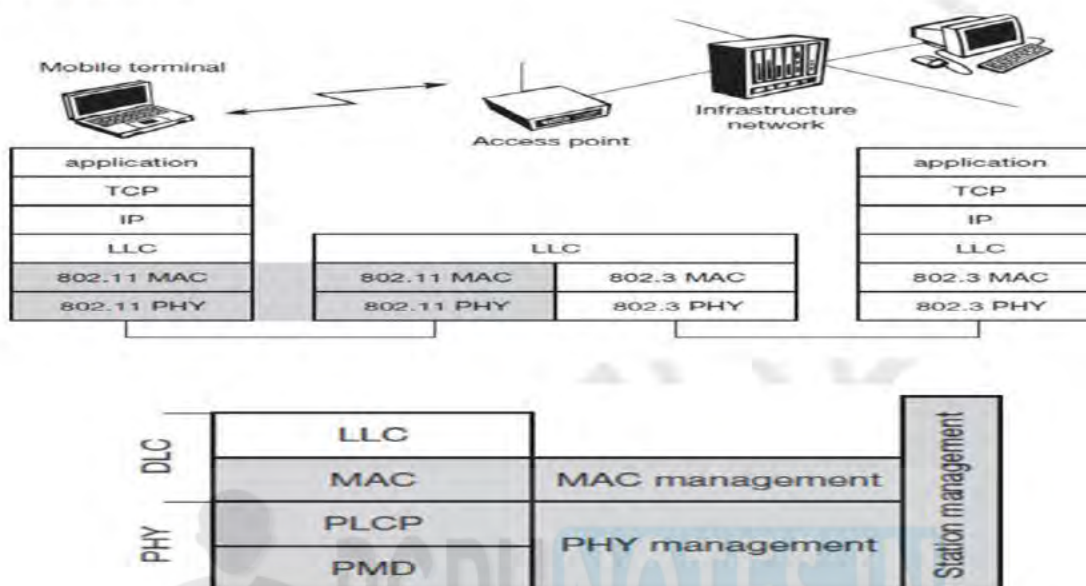 Mobile terminal
Access point
Infrastructure
network
application
TCP
IP
LLC
802.11 MAC
802.11 PHY
LLC
802.11 MAC 802.3 MAC
802.11 PHY 802.3 PHY
application
TCP
IP
LLC
802.3 MAC
802.3 PHY
DLC
PHY
LLC
MAC
PLCP
PMD
MAC management
PHY management
Station management